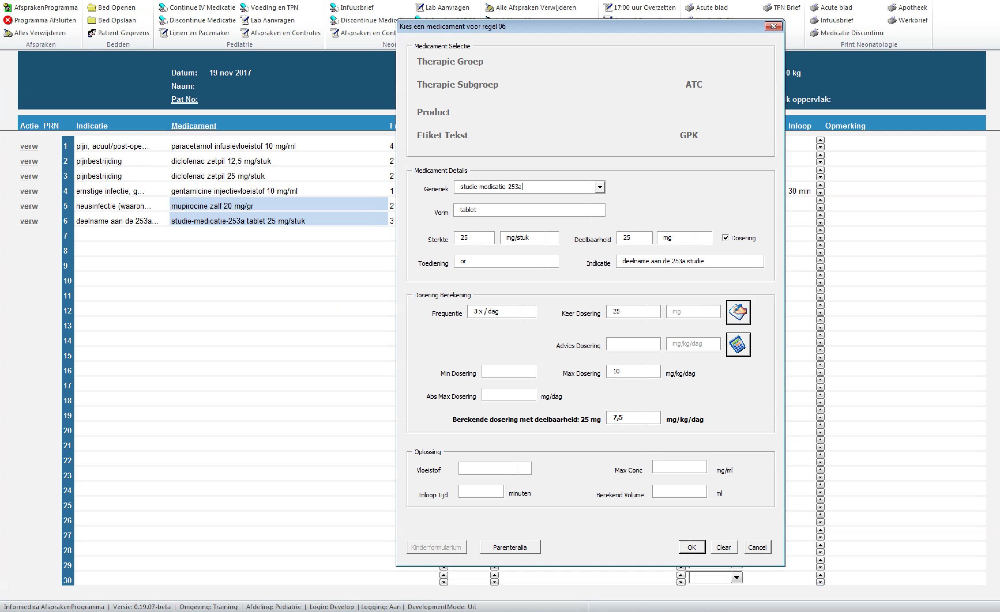 AfsprakenProgramma
Programma Afsluiten
Alles Verwijderen
Afspraken
Bed Openen
Bed Opslaan
Patient Gegevens
Bedden
Continue IV Medicatie
Discontinue Medicatie
Lijnen en Pacemaker
Voeding en TPN
Lab Aanvragen
Afspraken en Controles
Pediatrie
Infuusbrief
Discontinue Medic
Afspraken en Cont
Neo
Lab Aanvragen
Alle Afspraken Verwijderen
17:00 uur Overzetten
Acute blad
TPN Brief
Acute blad
Infuusbrief
Medicatie Discontinu
Apotheek
Werkbrief
Print Neonatologie
Datum: 19-nov-2017
Naam:
Pat No:
0 kg
k oppervlak:
Actie PRN Indicatie Medicament F Inloop Opmerking
verw 1 pijn, acuut/post-ope... paracetamol infusievloeistof 10 mg/ml 4
verw 2 pijnbestrijding diclofenac zetpil 12,5 mg/stuk 2
verw 3 pijnbestrijding diclofenac zetpil 25 mg/stuk 2
verw 4 ernstige infectie, g... gentamicine injectievloeistof 10 mg/ml 1 30 min
verw 5 neusinfectie (waaron... mupirocine zalf 20 mg/gr 2
verw 6 deelname aan de 253a... studie-medicatie-253a tablet 25 mg/stuk 3
7
8
9
10
11
12
13
14
15
16
17
18
19
20
21
22
23
24
25
26
27
28
29
30
Kies een medicament voor regel 06
Medicament Selectie
Therapie Groep
Therapie Subgroep ATC
Product
Etiket Tekst GPK
Medicament Details
Generiek studie-medicatie-253a
Vorm tablet
Sterkte 25 mg/stuk Deelbaarheid 25 mg Dosering
Toediening or Indicatie deelname aan de 253a studie
Dosering Berekening
Frequentie 3 x / dag Keer Dosering 25 mg
Advies Dosering mg/kg/dag
Min Dosering Max Dosering 10 mg/kg/dag
Abs Max Dosering mg/dag
Berekende dosering met deelbaarheid: 25 mg 7,5 mg/kg/dag
Oplossing
Vloeistof Max Conc mg/ml
Inloop Tijd minuten Berekend Volume ml
Kinderformularium Parenteralia OK Clear Cancel
Informedica AfsprakenProgramma | Versie: 0.19.07-beta | Omgeving: Training | Afdeling: Pediatrie | Login: Develop | Logging: Aan | DevelopmentMode: Uit